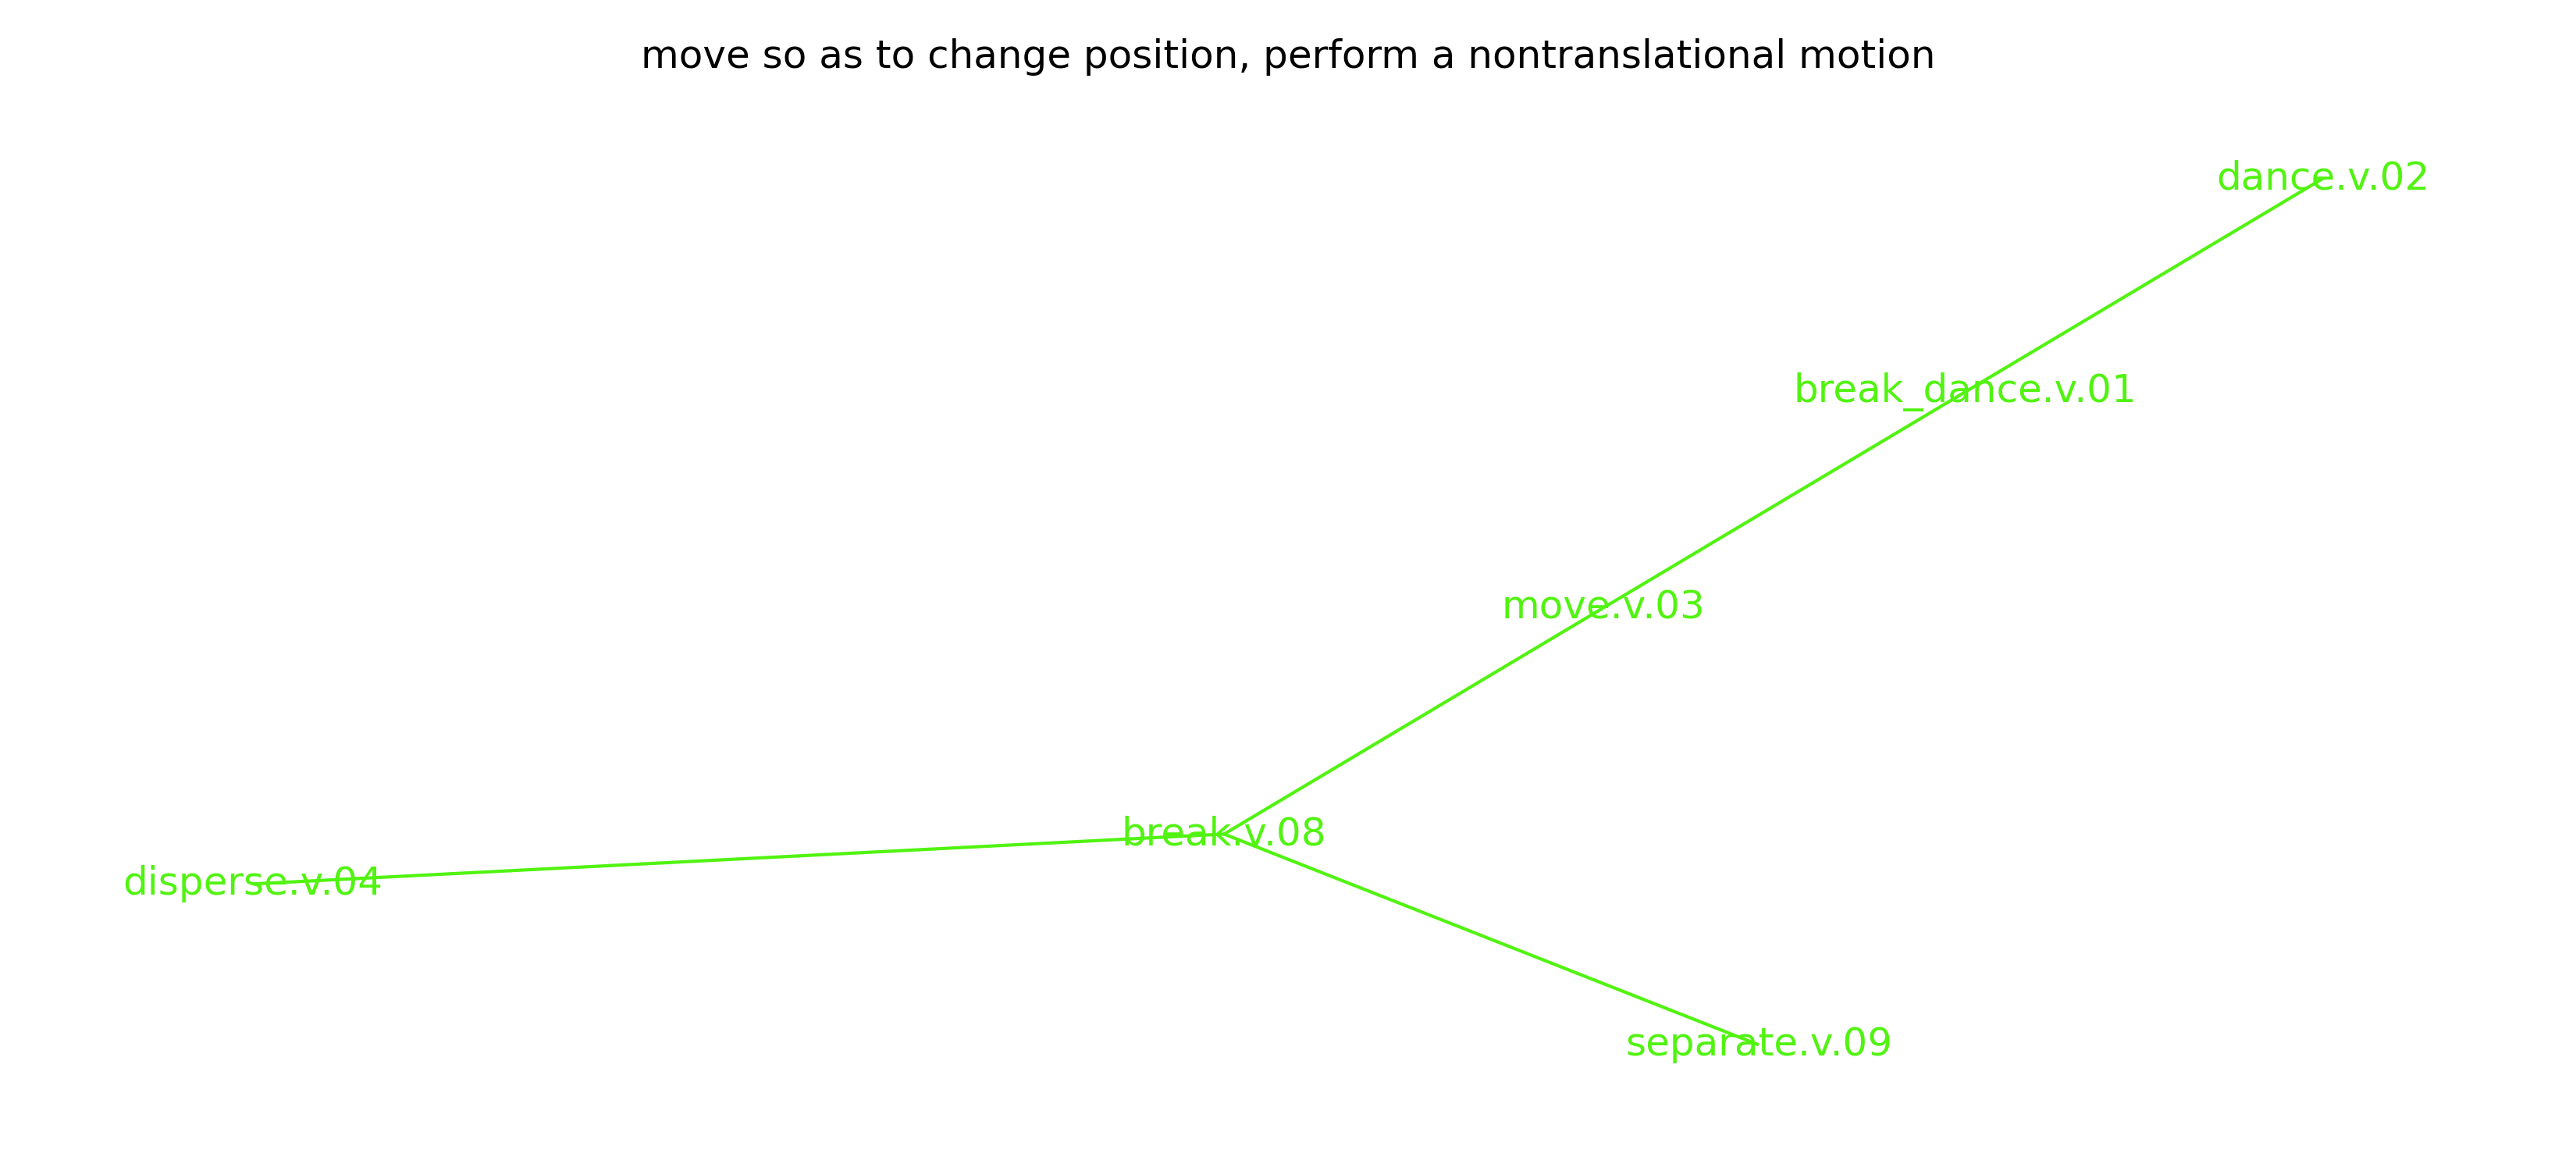 move so as to change position, perform a nontranslational motion
dance.v.02
break_dance.v.01
move.v.03
break.v.08
disperse.v.04
separate.v.09